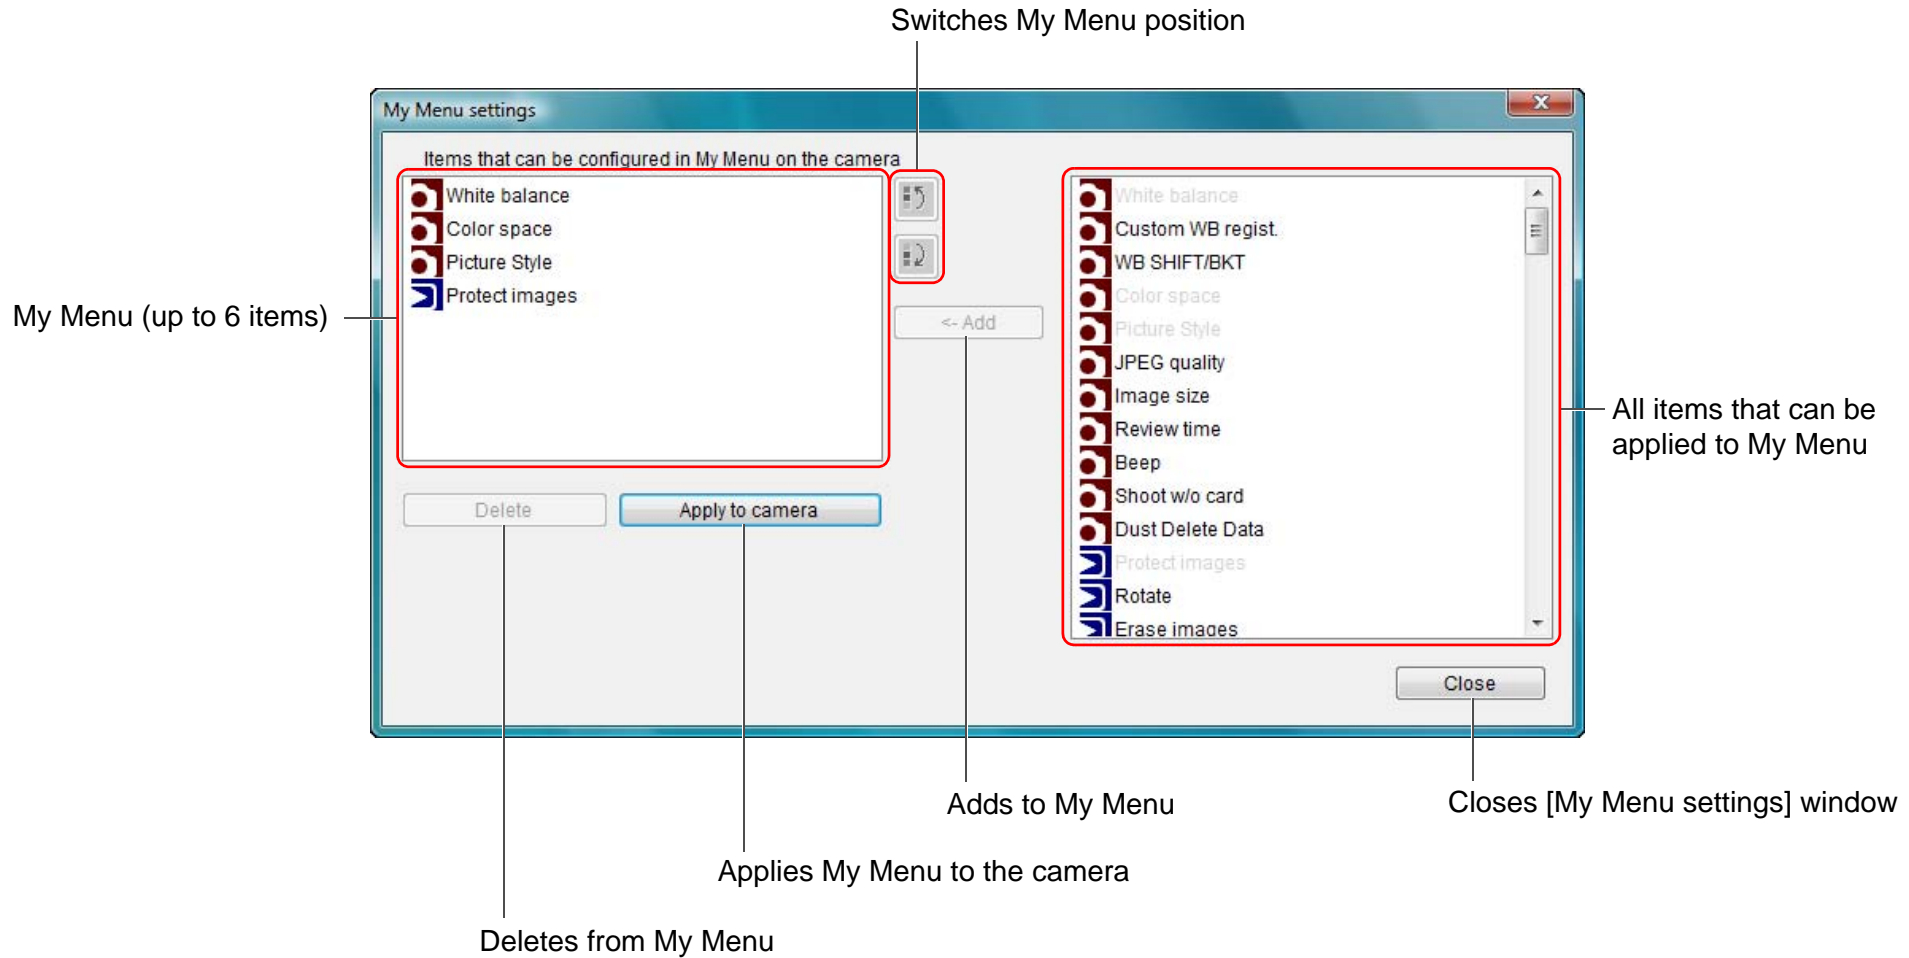 Switches My Menu position
My Menu settings
X
Items that can be configured in My Menu on the camera
White balance
Color space
Picture Style
Protect images
My Menu (up to 6 items)
<- Add
White balance
Custom WB regist.
WB SHIFT/BKT
Color space
Picture Style
JPEG quality
Image size
Review time
Beep
Shoot w/o card
Dust Delete Data
Protect images
Rotate
Erase images
All items that can be
applied to My Menu
Delete
Apply to camera
Close
Adds to My Menu
Closes [My Menu settings] window
Applies My Menu to the camera
Deletes from My Menu